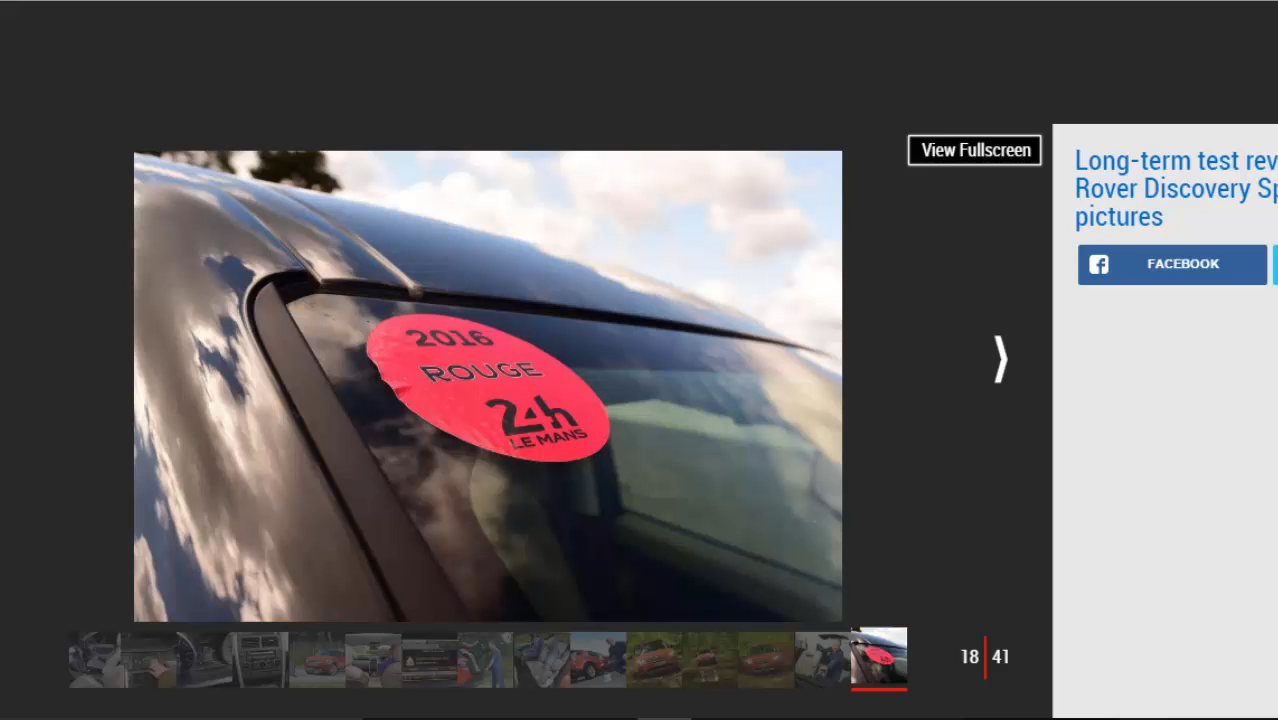 View Fullscreen
Long-term test rev
Rover Discovery Sp
pictures
FACEBOOK
2016
ROUGE
24h
LE MANS
18 41